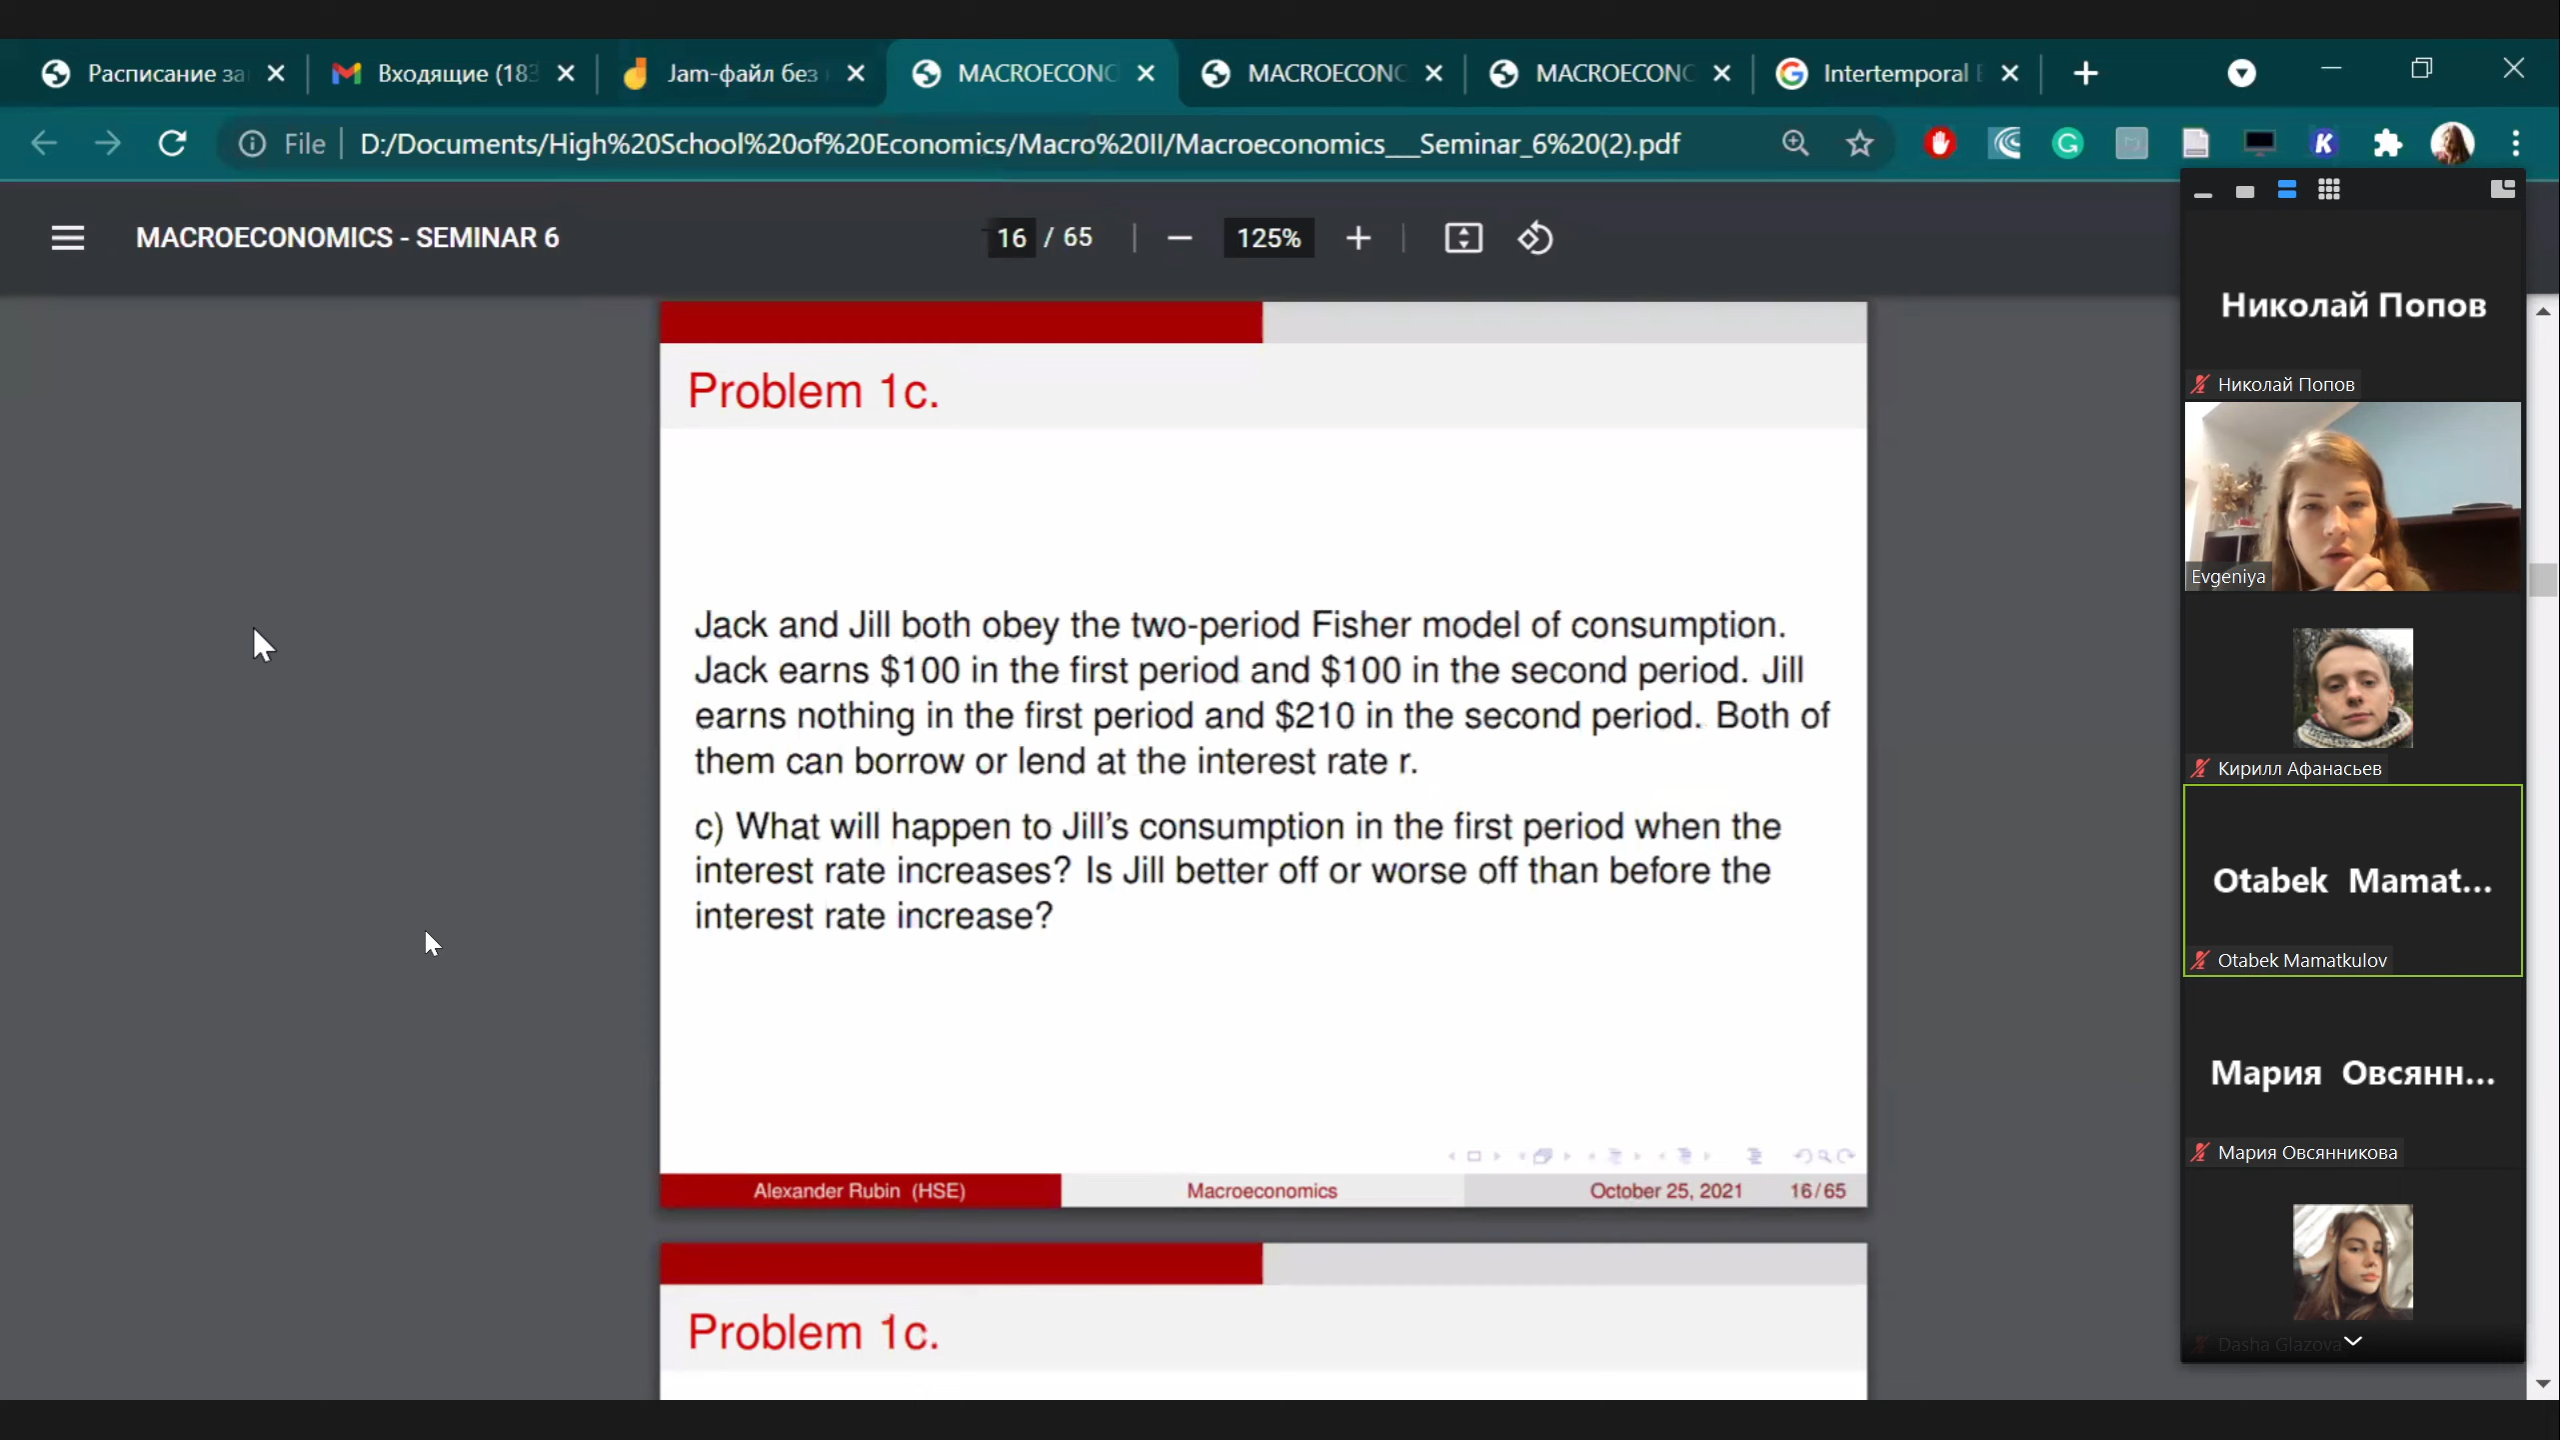 Расписание за
Входящие (183
Jam-файл без
MACROECONO
MACROECONO
MACROECONO
Intertemporal
File
D:/Documents/High%20School%20of%20Economics/Macro%20II/Macroeconomics___Seminar_6%20(2).pdf
MACROECONOMICS - SEMINAR 6
16 / 65
125%
Problem 1c.
Jack and Jill both obey the two-period Fisher model of consumption.
Jack earns $100 in the first period and $100 in the second period. Jill
earns nothing in the first period and $210 in the second period. Both of
them can borrow or lend at the interest rate r.
c) What will happen to Jill's consumption in the first period when the
interest rate increases? Is Jill better off or worse off than before the
interest rate increase?
Alexander Rubin (HSE)
Macroeconomics
October 25, 2021
16/65
Problem 1c.
Николай Попов
Николай Попов
Evgeniya
Кирилл Афанасьев
Otabek Mamat...
Otabek Mamatkulov
Мария Овсянн...
Мария Овсянникова
Dasha Glazova